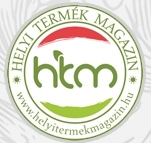 • HELYI TERMÉK MAGAZIN •
htm
www.helyitermekmagazin.hu